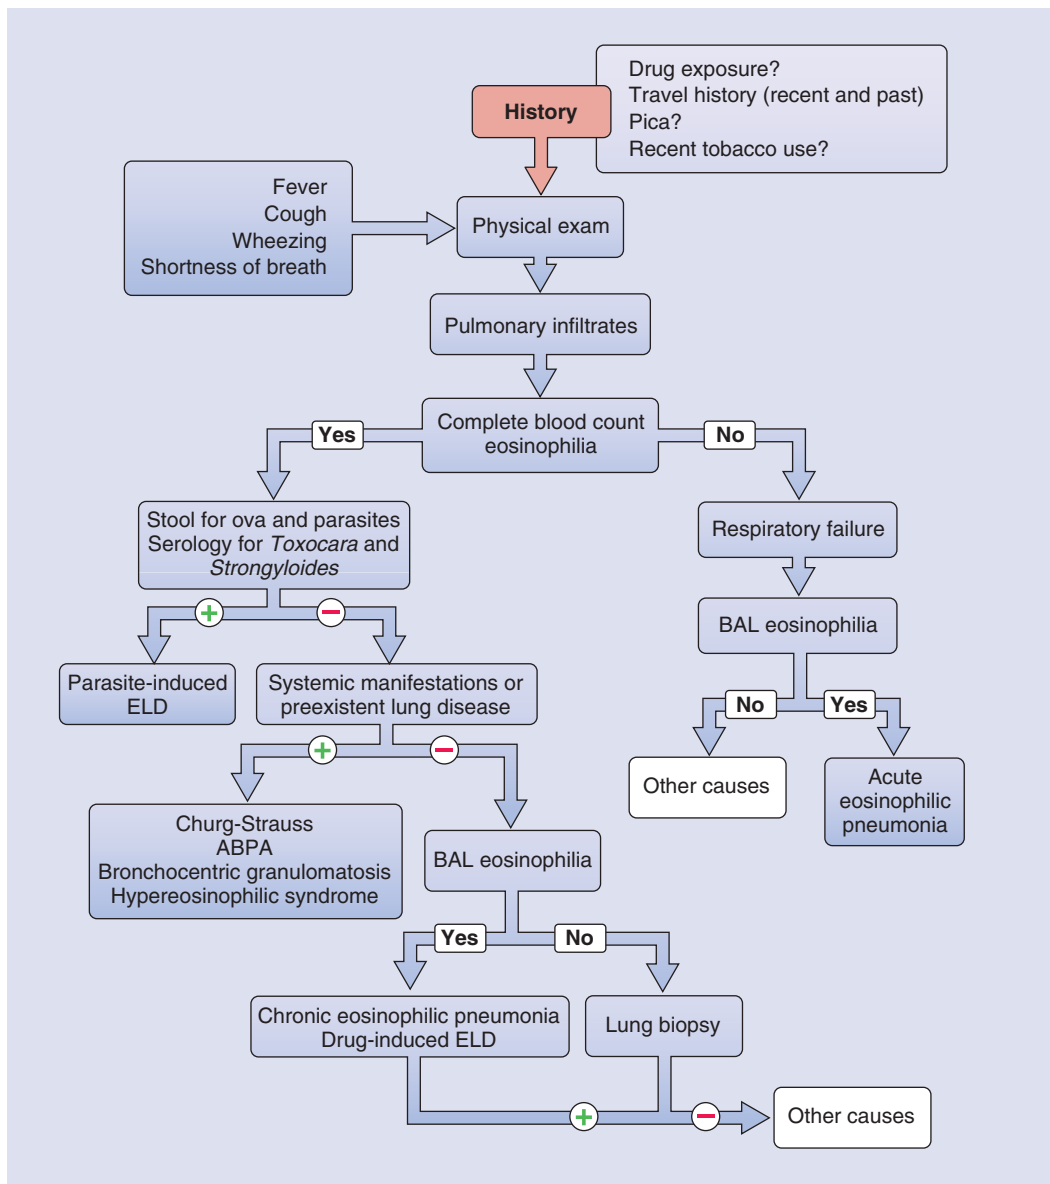 Drug exposure?
Travel history (recent and past)
Pica?
Recent tobacco use?
History
Fever
Cough
Wheezing
Shortness of breath
Physical exam
Pulmonary infiltrates
Complete blood count
eosinophilia
Yes
No
Stool for ova and parasites
Serology for Toxocara and
Strongyloides
Respiratory failure
+
−
BAL eosinophilia
Parasite-induced
ELD
Systemic manifestations or
preexistent lung disease
No
Yes
+
−
Other causes
Acute
eosinophilic
pneumonia
Churg-Strauss
ABPA
Bronchocentric granulomatosis
Hypereosinophilic syndrome
BAL eosinophilia
Yes
No
Chronic eosinophilic pneumonia
Drug-induced ELD
Lung biopsy
+
−
Other causes